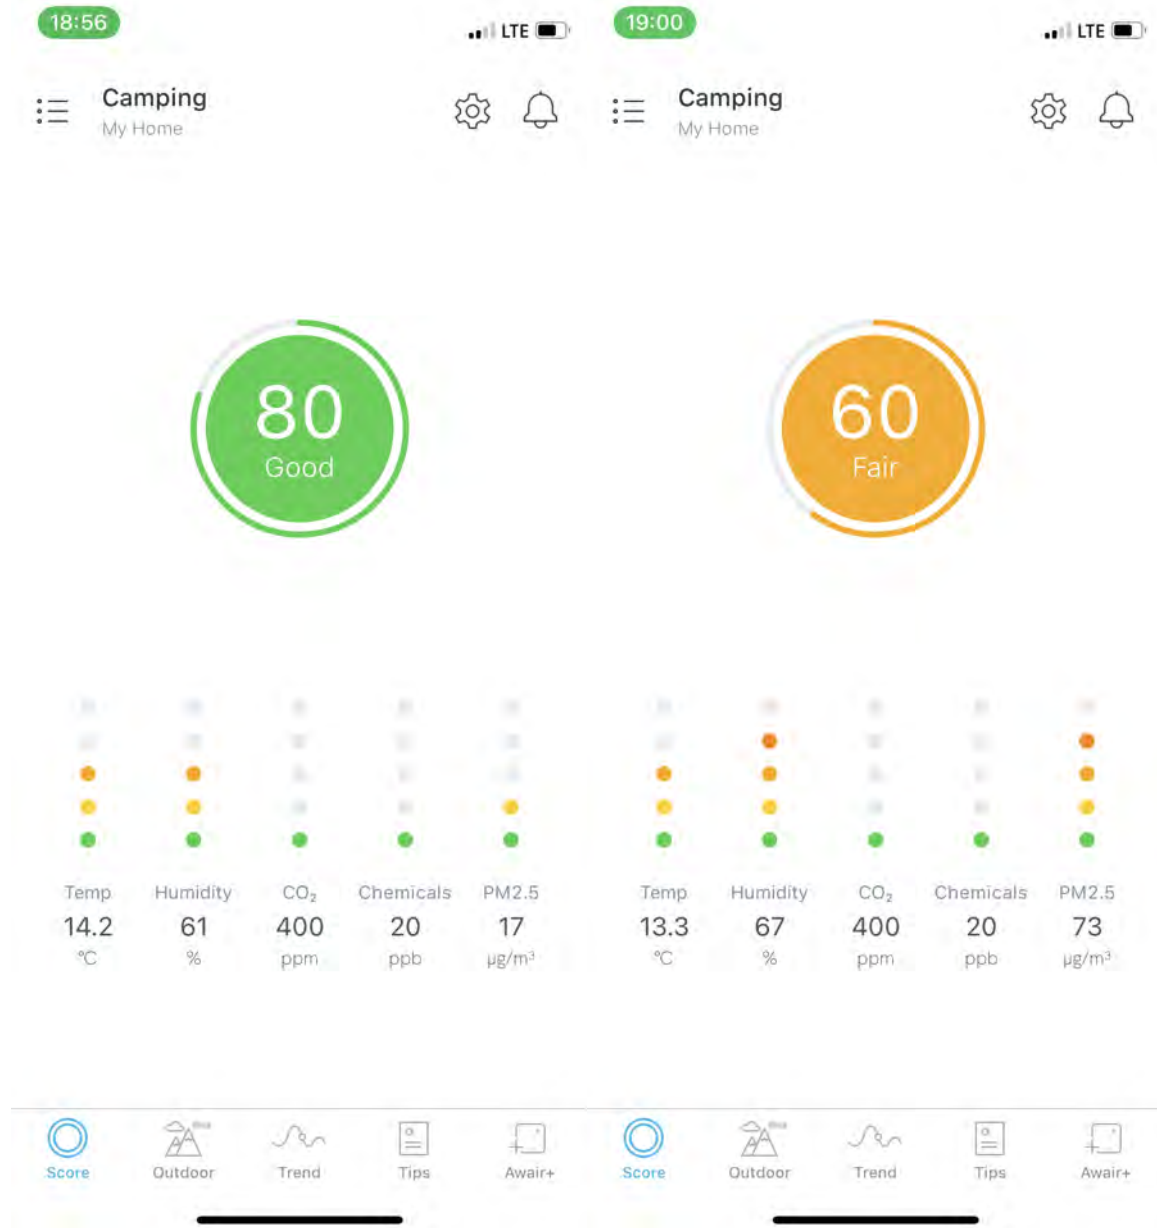 18:56
LTE
Camping
My Home
80
Good
Temp Humidity CO₂ Chemicals PM2.5
14.2 61 400 20 17
°C % ppm ppb µg/m³
Score Outdoor Trend Tips Awair+
19:00
LTE
Camping
My Home
60
Fair
Temp Humidity CO₂ Chemicals PM2.5
13.3 67 400 20 73
°C % ppm ppb µg/m³
Score Outdoor Trend Tips Awair+